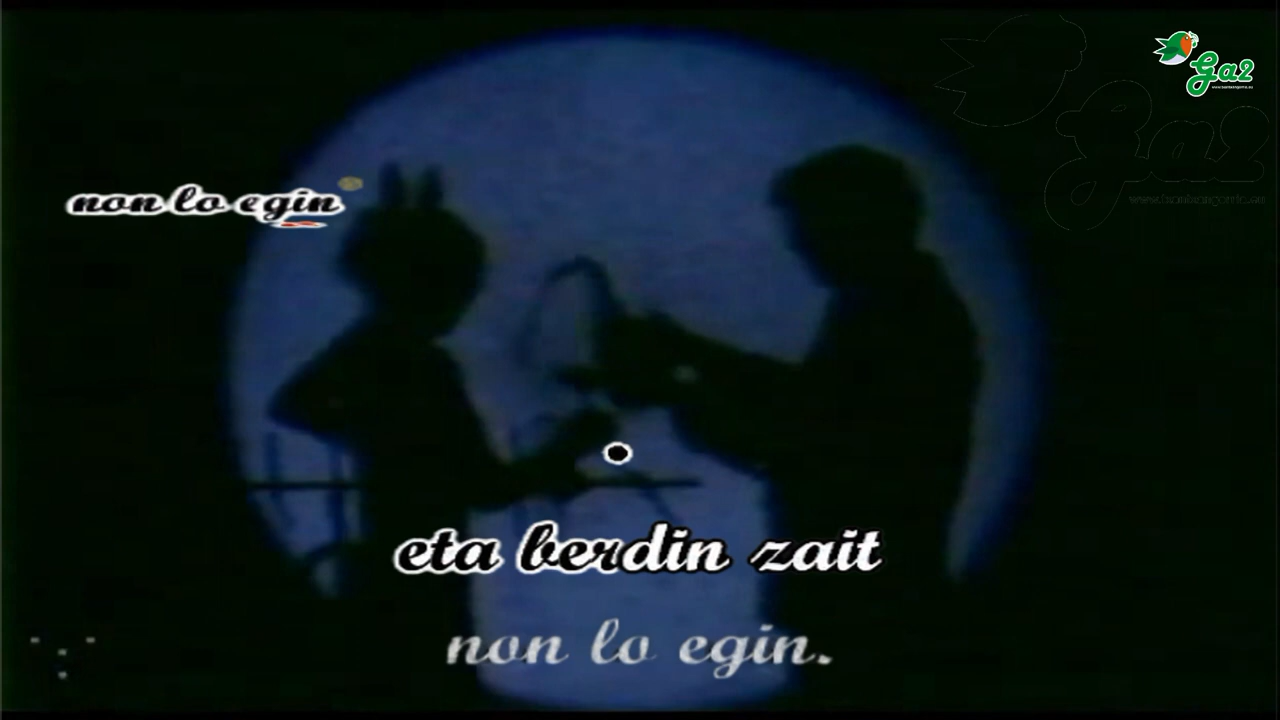 Ga2
non lo egin
eta berdin zait
non lo egin.